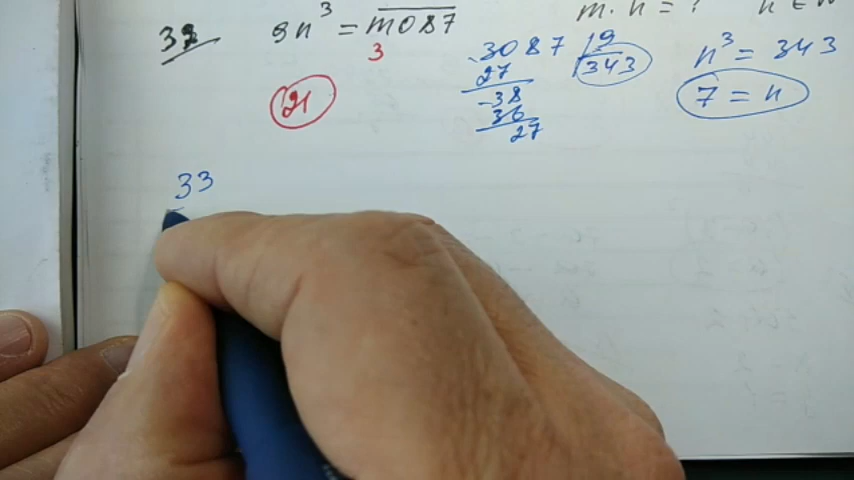 32 9n³ = m087 m·n=? n ∈ N
3
3087 | 9
27 343 n³ = 343
-38 7 = n
36
27
21
33